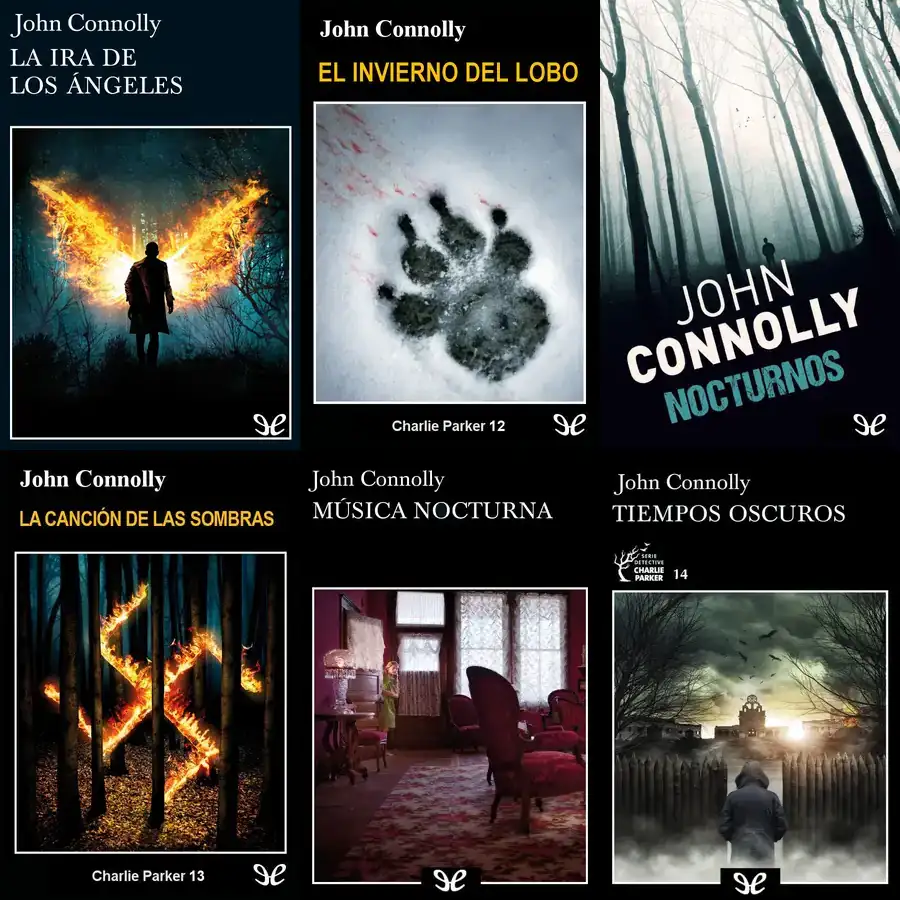 John Connolly
LA IRA DE
LOS ÁNGELES
John Connolly
EL INVIERNO DEL LOBO
Charlie Parker 12
JOHN
CONNOLLY
NOCTURNOS
John Connolly
LA CANCIÓN DE LAS SOMBRAS
Charlie Parker 13
John Connolly
MÚSICA NOCTURNA
John Connolly
TIEMPOS OSCUROS
SERIE
DETECTIVE
CHARLIE
PARKER
14